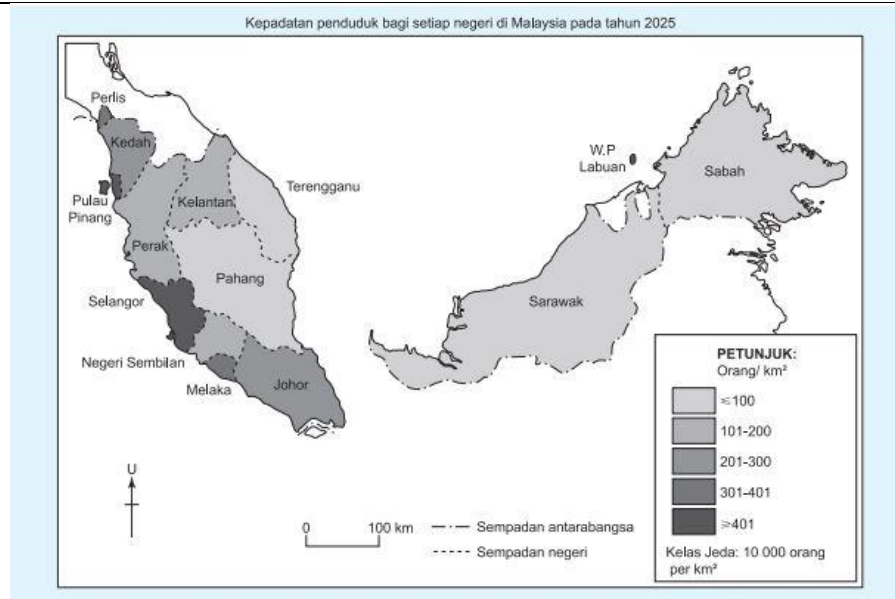 Kepadatan penduduk bagi setiap negeri di Malaysia pada tahun 2025
Perlis
Kedah
Pulau
Pinang
Kelantan
Terengganu
Perak
Pahang
Selangor
Negeri Sembilan
Melaka
Johor
W.P
Labuan
Sabah
Sarawak
U
0 100 km
Sempadan antarabangsa
Sempadan negeri
PETUNJUK:
Orang/ km²
≤100
101-200
201-300
301-401
≥401
Kelas Jeda: 10 000 orang
per km²